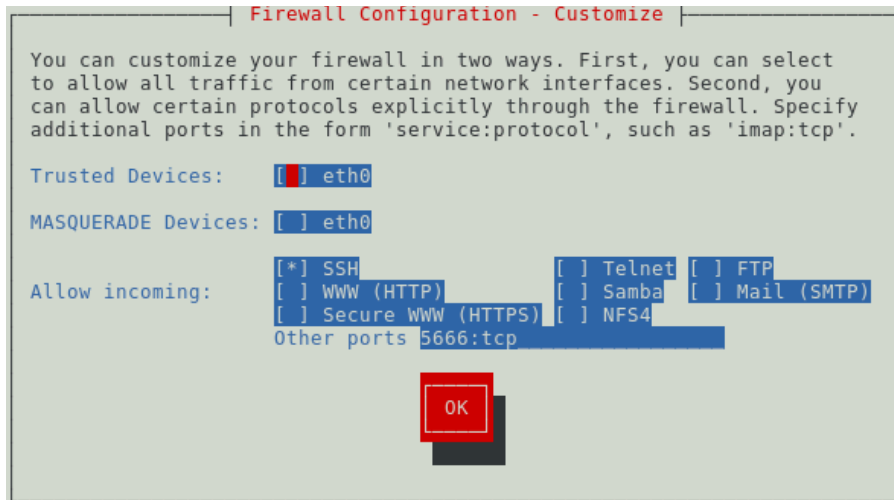 Firewall Configuration - Customize
You can customize your firewall in two ways. First, you can select
to allow all traffic from certain network interfaces. Second, you
can allow certain protocols explicitly through the firewall. Specify
additional ports in the form 'service:protocol', such as 'imap:tcp'.
Trusted Devices: [ ] eth0
MASQUERADE Devices: [ ] eth0
[*] SSH [ ] Telnet [ ] FTP
Allow incoming: [ ] WWW (HTTP) [ ] Samba [ ] Mail (SMTP)
[ ] Secure WWW (HTTPS) [ ] NFS4
Other ports 5666:tcp_________________
OK